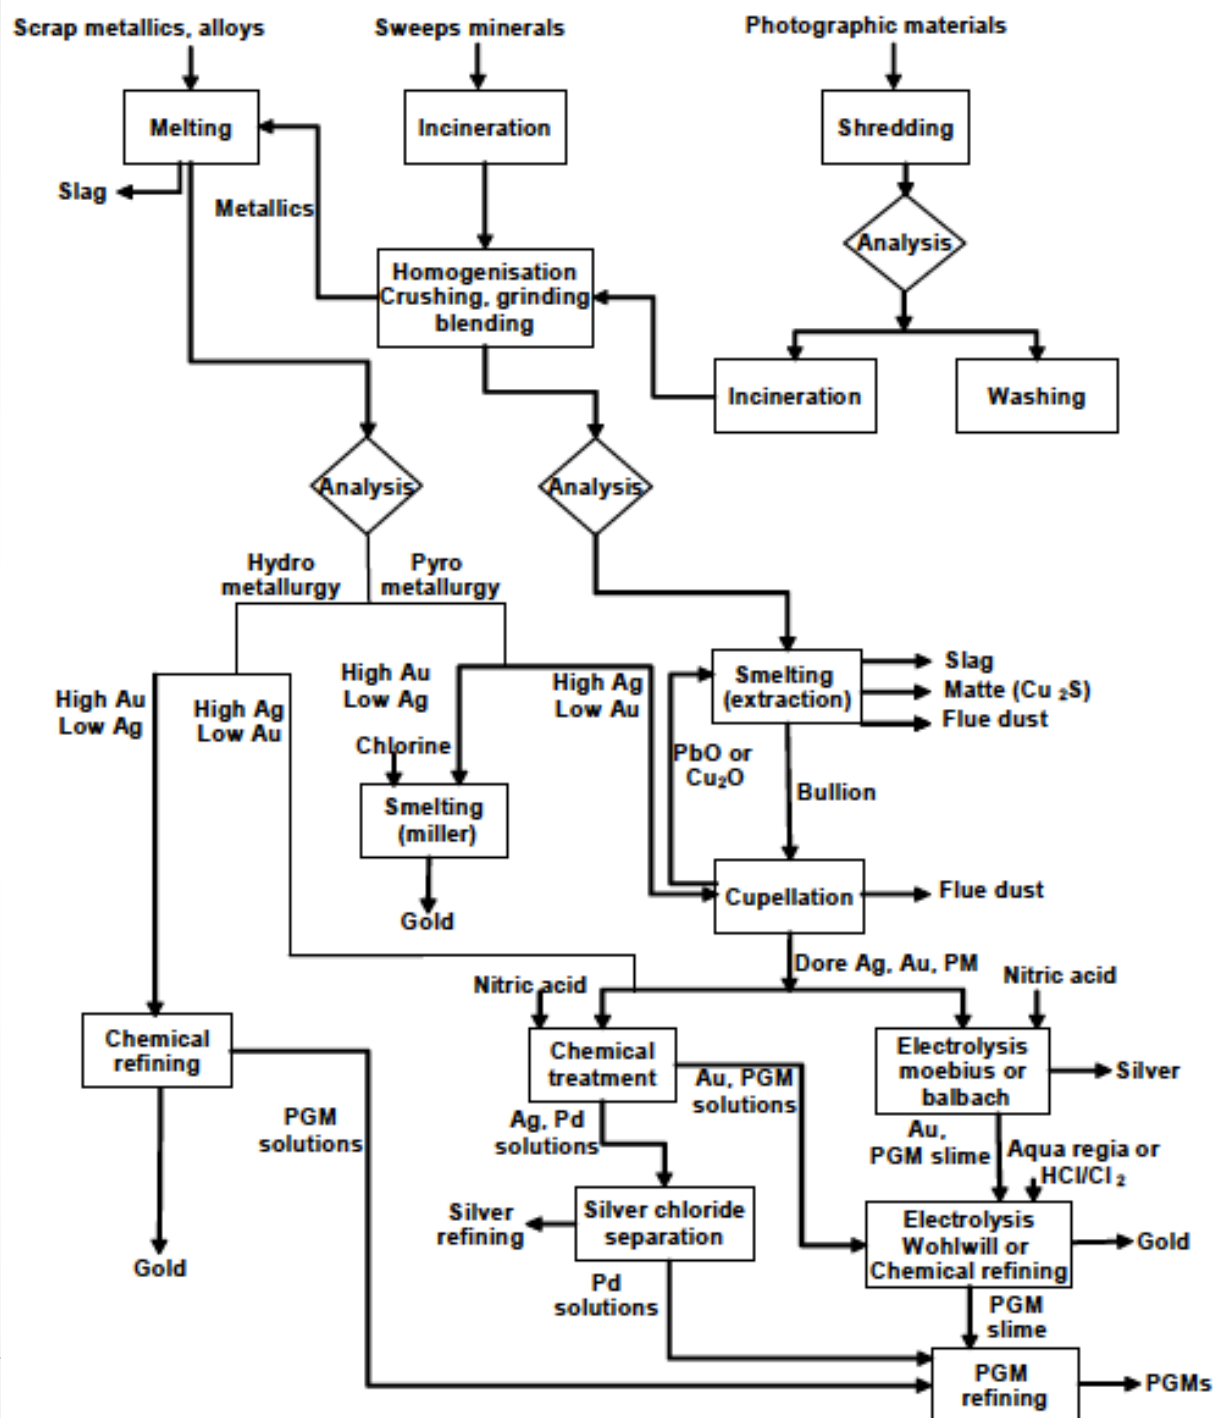 Scrap metallics, alloys
Sweeps minerals
Photographic materials
Melting
Incineration
Shredding
Slag
Metallics
Analysis
Homogenisation
Crushing, grinding
blending
Incineration
Washing
Analysis
Analysis
Hydro
metallurgy
Pyro
metallurgy
High Au
Low Ag
High Ag
Low Au
High Au
Low Ag
High Ag
Low Au
Smelting
(extraction)
Slag
Matte (Cu 2S)
Flue dust
Chlorine
PbO or
Cu2O
Smelting
(miller)
Bullion
Gold
Cupellation
Flue dust
Dore Ag, Au, PM
Nitric acid
Nitric acid
Chemical
refining
Chemical
treatment
Electrolysis
moebius or
balbach
Silver
Au, PGM
solutions
PGM
solutions
Ag, Pd
solutions
Au,
PGM slime
Aqua regia or
HCl/Cl 2
Silver
refining
Silver chloride
separation
Electrolysis
Wohlwill or
Chemical refining
Gold
Gold
Pd
solutions
PGM
slime
PGM
refining
PGMs